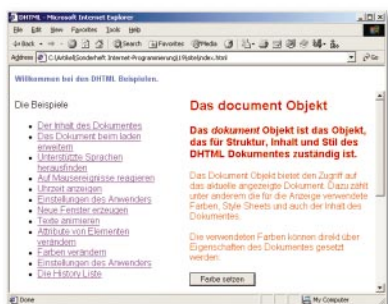 DHTML - Microsoft Internet Explorer
File Edit View Favorites Tools Help
Back Search Favorites Media
Address C:\Artikel\Sonderheft Internet-Programmierung\ index.html Go
Willkommen bei den DHTML Beispielen.
Die Beispiele
Der Inhalt des Dokumentes
Das Dokument beim laden
erweitern
Unterstützte Sprachen
herausfinden
Auf Mausereignisse reagieren
Uhrzeit anzeigen
Einstellungen des Anwenders
Neue Fenster erzeugen
Texte animieren
Attribute von Elementen
verändern
Farben verändern
Einstellungen des Anwenders
Die History Liste
Das document Objekt
Das dokument Objekt ist das Objekt,
das für Struktur, Inhalt und Stil des
DHTML Dokumentes zuständig ist.
Das Dokument Objekt bietet den Zugriff auf
das aktuelle angezeigte Dokument. Dazu zählt
unter anderem die für die Anzeige verwendete
Farben, Style Sheets und auch der Inhalt des
Dokumentes.
Die verwendeten Farben können direkt über
Eigenschaften des Dokumentes gesetzt
werden.
Farbe setzen
Done My Computer